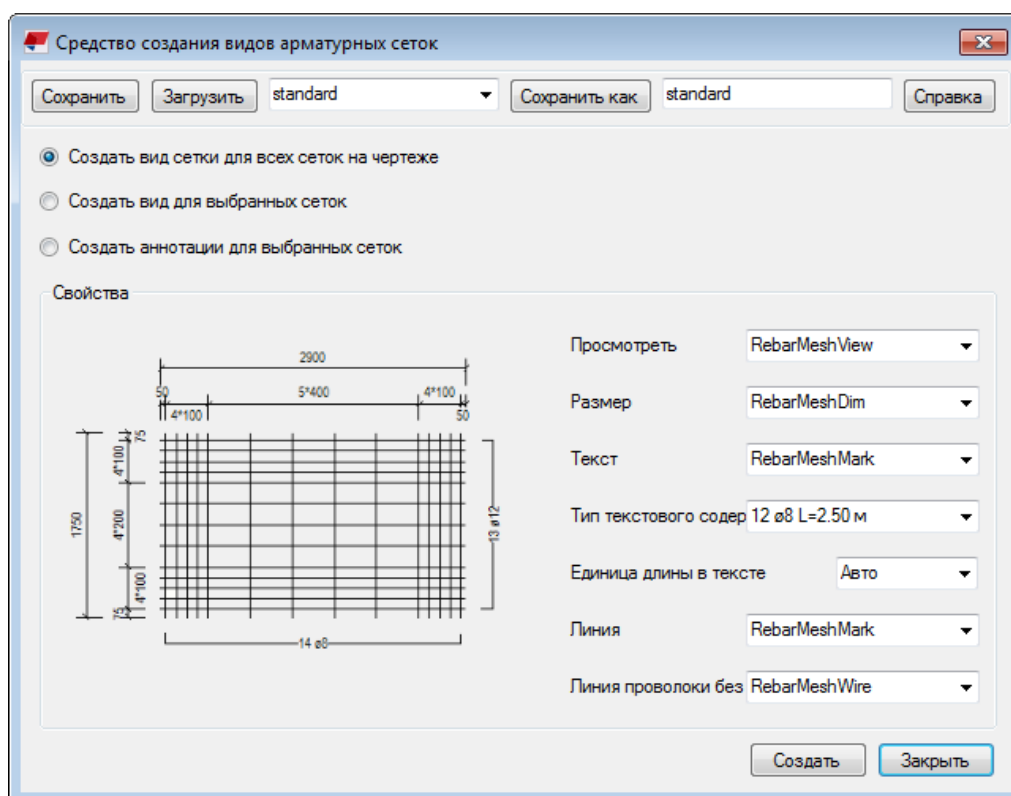 Средство создания видов арматурных сеток
Сохранить Загрузить standard Сохранить как standard Справка
Создать вид сетки для всех сеток на чертеже
Создать вид для выбранных сеток
Создать аннотации для выбранных сеток
Свойства
2900
50 5*400 4*100
4*100 50
75
4*100
1750
4*200
4*100
75
13 ø12
14 ø8
Просмотреть RebarMeshView
Размер RebarMeshDim
Текст RebarMeshMark
Тип текстового содер 12 ø8 L=2.50 м
Единица длины в тексте Авто
Линия RebarMeshMark
Линия проволоки без RebarMeshWire
Создать Закрыть